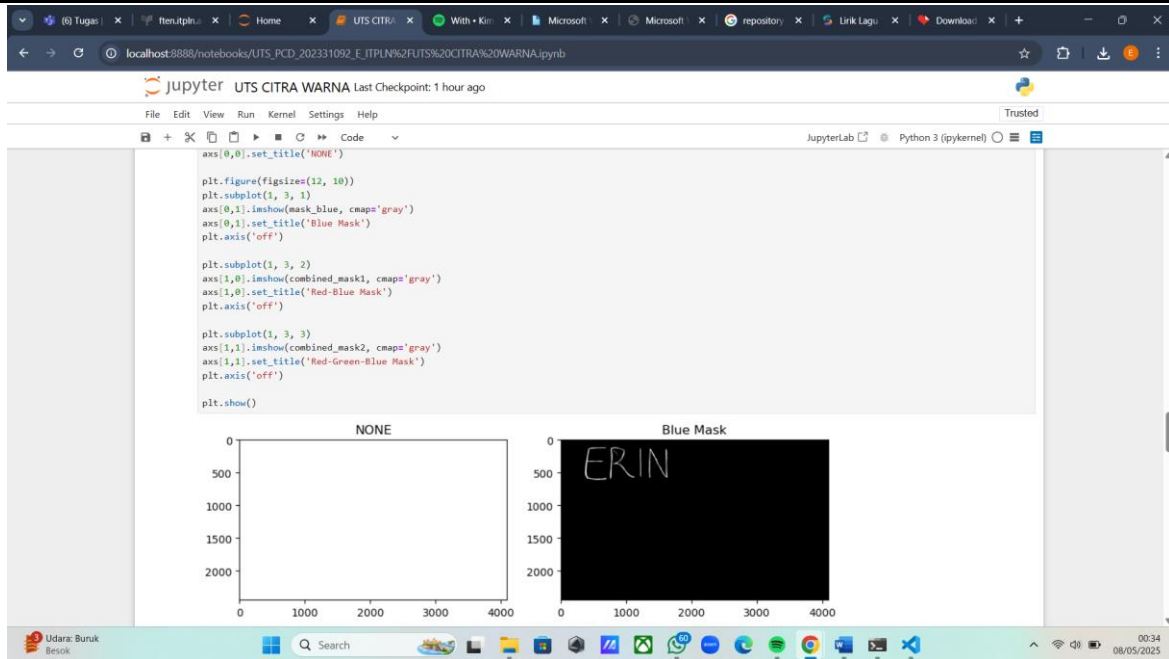 (6) Tugas |
ften.itpln.a
Home
UTS CITRA
With • Kim
Microsoft
Microsoft
repository
Lirik Lagu
Download
localhost:8888/notebooks/UTS_PCD_202331092_E_ITPLN%2FUTS%20CITRA%20WARNA.ipynb
E
jupyter UTS CITRA WARNA Last Checkpoint: 1 hour ago
File Edit View Run Kernel Settings Help
Trusted
Code
JupyterLab
Python 3 (ipykernel)
axs[0,0].set_title('NONE')
plt.figure(figsize=(12, 10))
plt.subplot(1, 3, 1)
axs[0,1].imshow(mask_blue, cmap='gray')
axs[0,1].set_title('Blue Mask')
plt.axis('off')
plt.subplot(1, 3, 2)
axs[1,0].imshow(combined_mask1, cmap='gray')
axs[1,0].set_title('Red-Blue Mask')
plt.axis('off')
plt.subplot(1, 3, 3)
axs[1,1].imshow(combined_mask2, cmap='gray')
axs[1,1].set_title('Red-Green-Blue Mask')
plt.axis('off')
plt.show()
NONE
0
500
1000
1500
2000
0 1000 2000 3000 4000
Blue Mask
ERIN
0
500
1000
1500
2000
0 1000 2000 3000 4000
3
Udara: Buruk
Besok
Search
60
00:34
08/05/2025